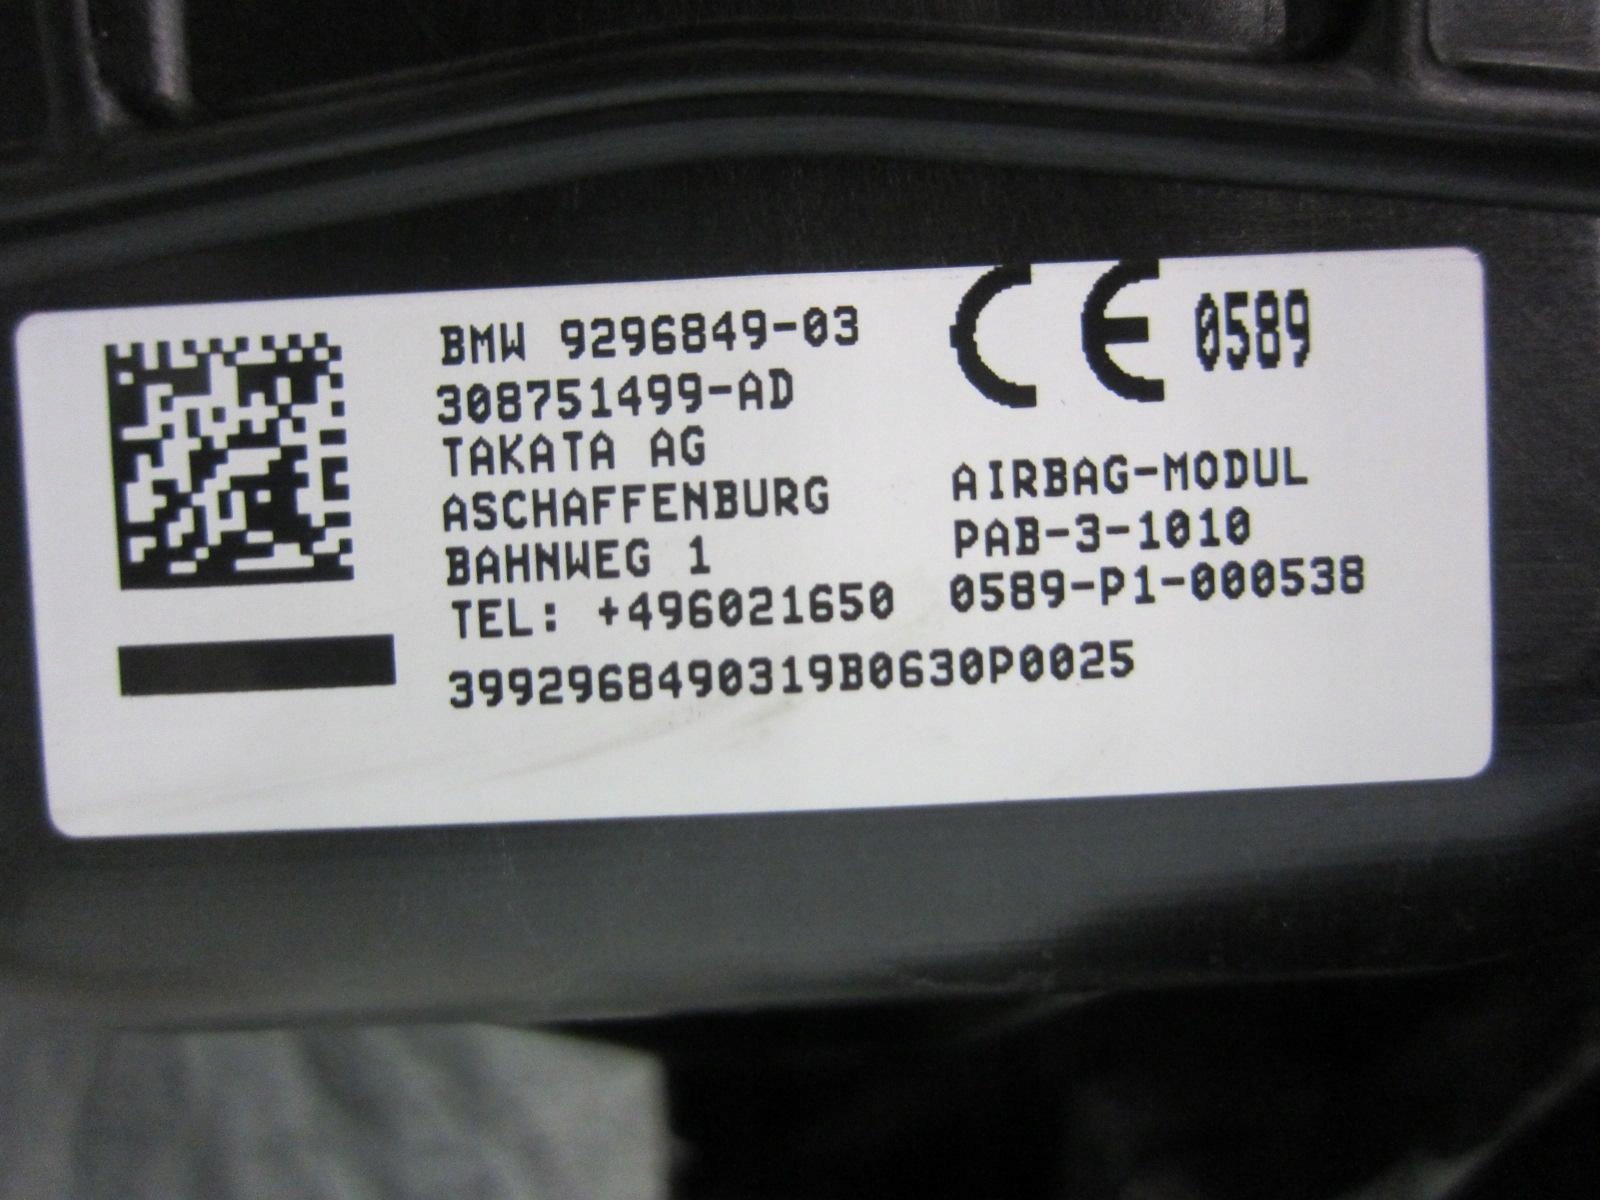 BMW 9296849-03
308751499-AD
TAKATA AG
ASCHAFFENBURG
BAHNWEG 1
TEL: +496021650
CE 0589
AIRBAG-MODUL
PAB-3-1010
0589-P1-000538
3992968490319B0630P0025